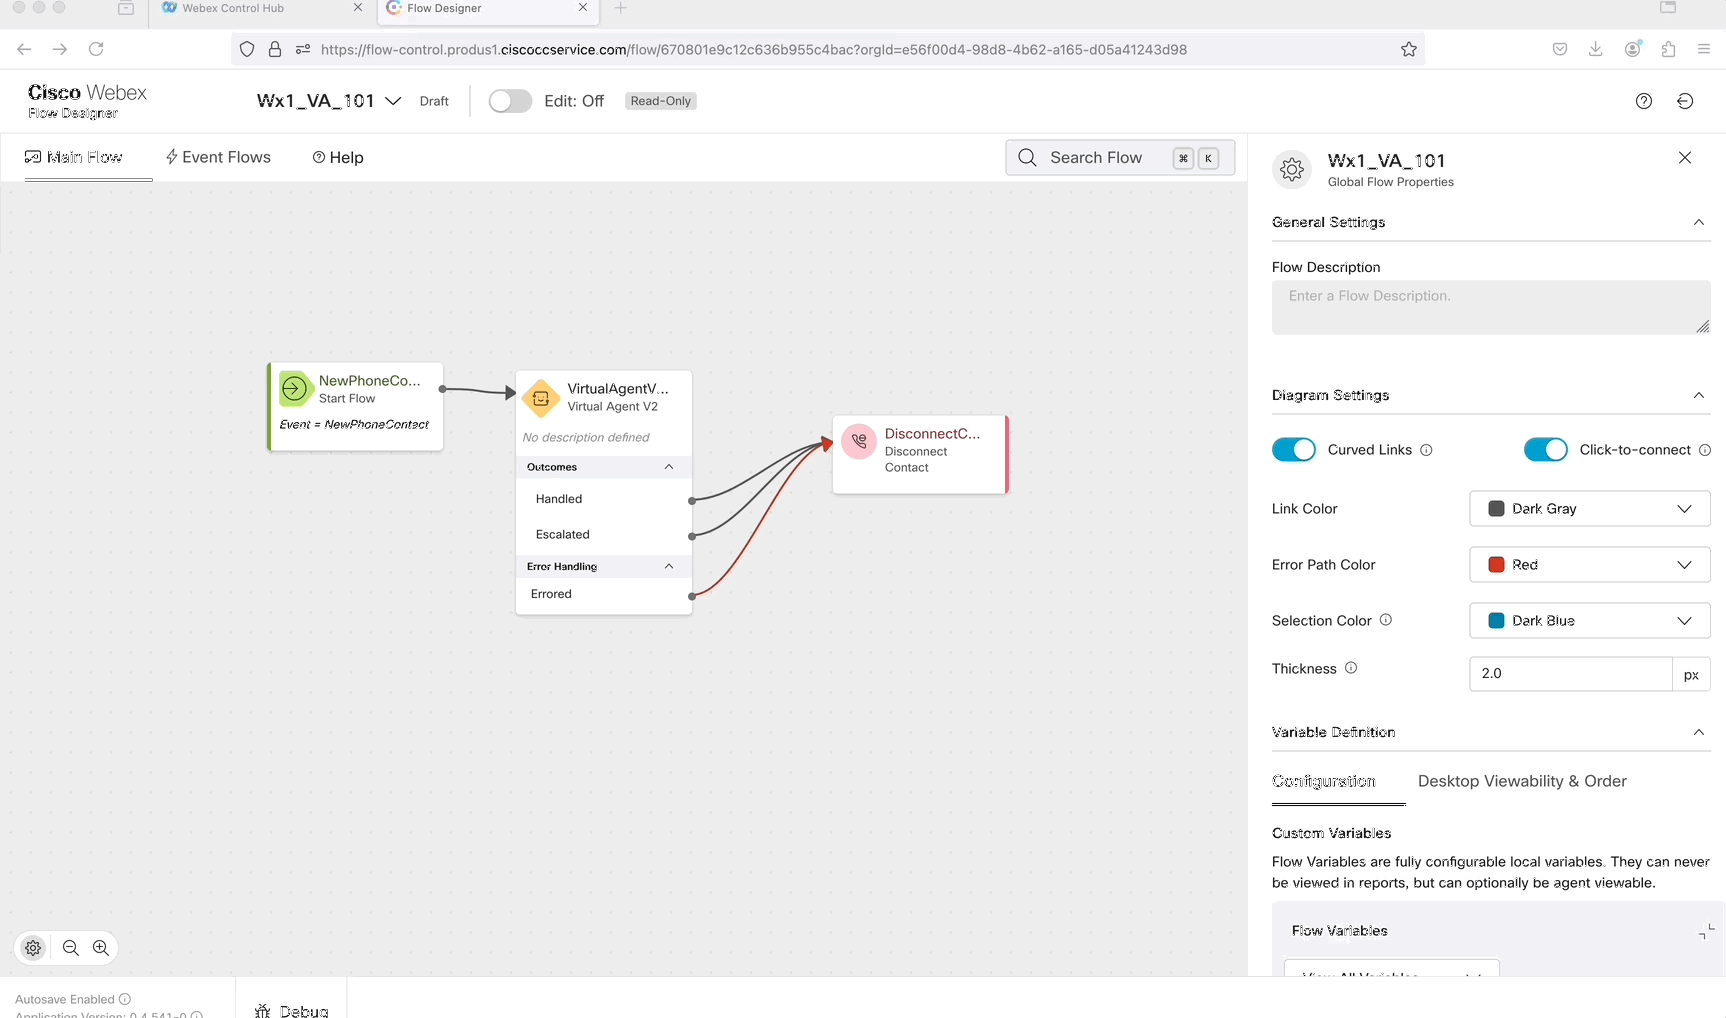 Webex Control Hub
Flow Designer
https://flow-control.produs1.ciscoccservice.com/flow/670801e9c12c636b955c4bac?orgId=e56f00d4-98d8-4b62-a165-d05a41243d98
Cisco Webex
Flow Designer
Wx1_VA_101
Draft
Edit: Off
Read-Only
Main Flow
Event Flows
Help
Search Flow
⌘
K
NewPhoneCo...
Start Flow
Event = NewPhoneContact
VirtualAgentV...
Virtual Agent V2
No description defined
Outcomes
Handled
Escalated
Error Handling
Errored
DisconnectC...
Disconnect
Contact
Wx1_VA_101
Global Flow Properties
General Settings
Flow Description
Enter a Flow Description.
Diagram Settings
Curved Links
Click-to-connect
Link Color
Dark Gray
Error Path Color
Red
Selection Color
Dark Blue
Thickness
2.0
px
Variable Definition
Configuration
Desktop Viewability & Order
Custom Variables
Flow Variables are fully configurable local variables. They can never
be viewed in reports, but can optionally be agent viewable.
Flow Variables
View All Variables
Autosave Enabled
Application Version: 0.4.541-0
Debug